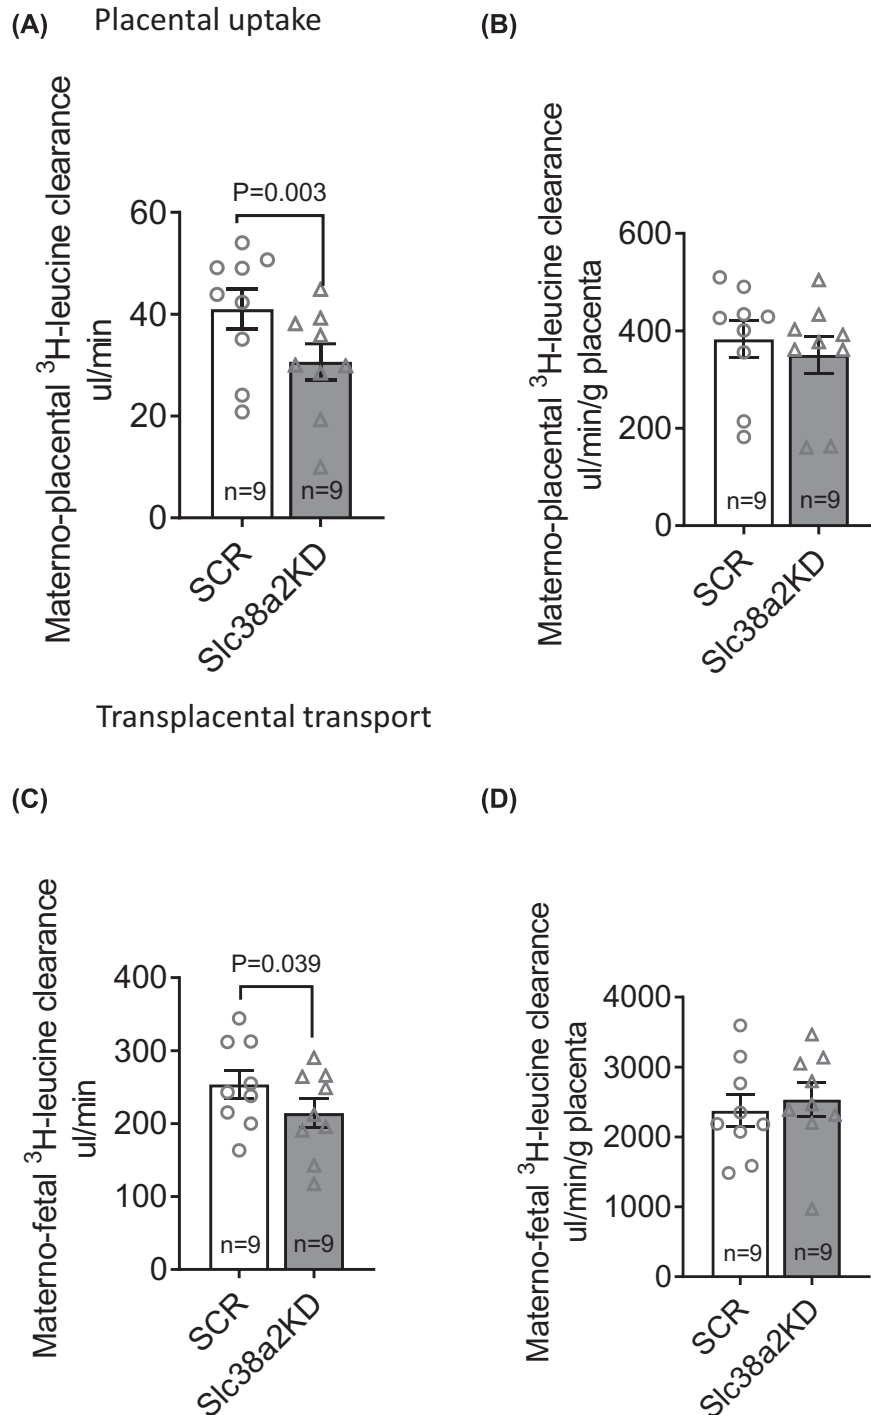 (A) Placental uptake
Materno-placental ³H-leucine clearance
ul/min
P=0.003
60
40
20
0
n=9 n=9
SCR
Slc38a2KD
(B)
Materno-placental ³H-leucine clearance
ul/min/g placenta
600
400
200
0
n=9 n=9
SCR
Slc38a2KD
Transplacental transport
(C)
Materno-fetal ³H-leucine clearance
ul/min
P=0.039
400
300
200
100
0
n=9 n=9
SCR
Slc38a2KD
(D)
Materno-fetal ³H-leucine clearance
ul/min/g placenta
4000
3000
2000
1000
0
n=9 n=9
SCR
Slc38a2KD